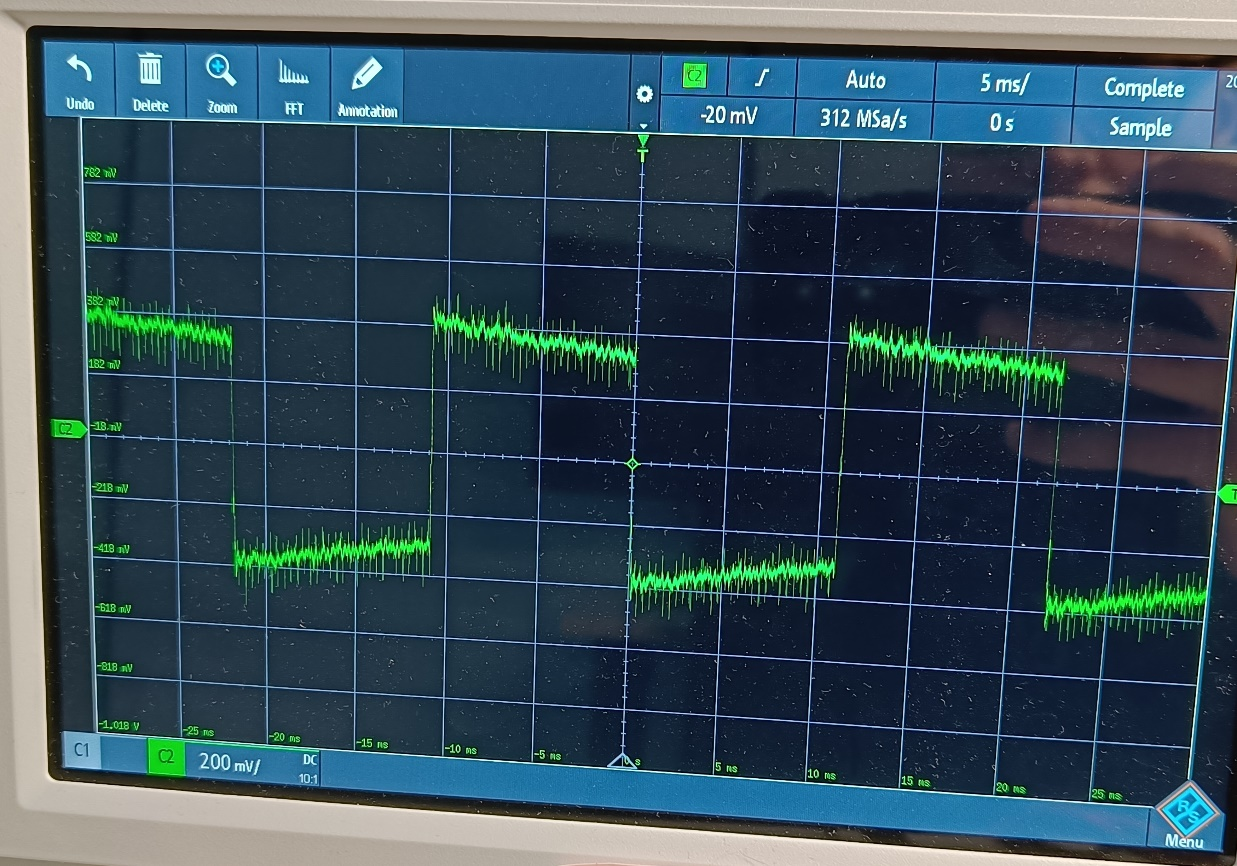 Undo
Delete
Zoom
FFT
Annotation
C2
Auto
5 ms/
Complete
20
-20 mV
312 MSa/s
0 s
Sample
T
782 mV
582 mV
382 mV
182 mV
C2
-18 mV
-218 mV
T
-418 mV
-618 mV
-818 mV
-1.018 V
-25 ms
-20 ms
-15 ms
-10 ms
-5 ms
0 s
5 ms
10 ms
15 ms
20 ms
25 ms
C1
C2
200 mV/
DC
10:1
R&S
Menu